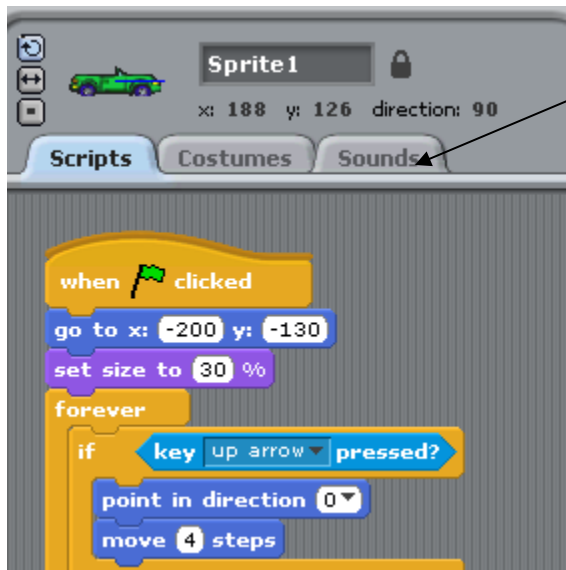 Sprite1
x: 188 y: 126 direction: 90
Scripts Costumes Sounds
when clicked
go to x: -200 y: -130
set size to 30 %
forever
if key up arrow pressed?
point in direction 0
move 4 steps